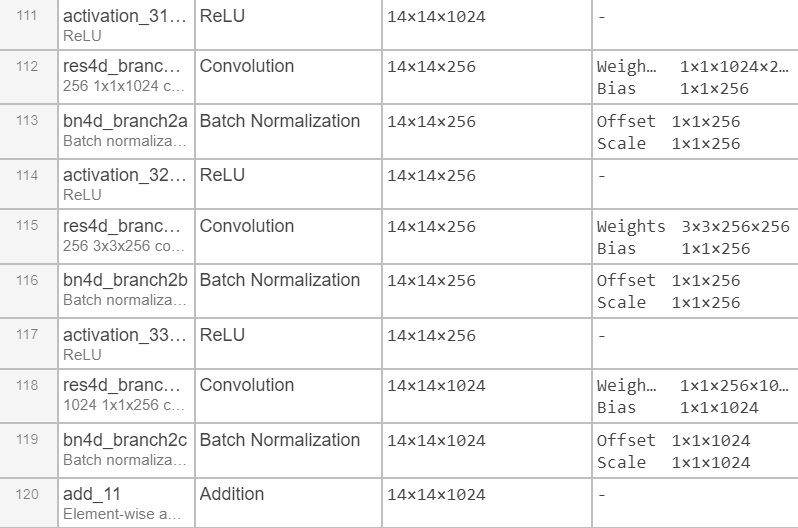 111 activation_31... ReLU 14×14×1024 -
ReLU
112 res4d_branc... Convolution 14×14×256 Weigh… 1×1×1024×2…
256 1x1x1024 c... Bias 1×1×256
113 bn4d_branch2a Batch Normalization 14×14×256 Offset 1×1×256
Batch normaliza... Scale 1×1×256
114 activation_32... ReLU 14×14×256 -
ReLU
115 res4d_branc... Convolution 14×14×256 Weights 3×3×256×256
256 3x3x256 co... Bias 1×1×256
116 bn4d_branch2b Batch Normalization 14×14×256 Offset 1×1×256
Batch normaliza... Scale 1×1×256
117 activation_33... ReLU 14×14×256 -
ReLU
118 res4d_branc... Convolution 14×14×1024 Weigh… 1×1×256×10…
1024 1x1x256 c... Bias 1×1×1024
119 bn4d_branch2c Batch Normalization 14×14×1024 Offset 1×1×1024
Batch normaliza... Scale 1×1×1024
120 add_11 Addition 14×14×1024 -
Element-wise a...